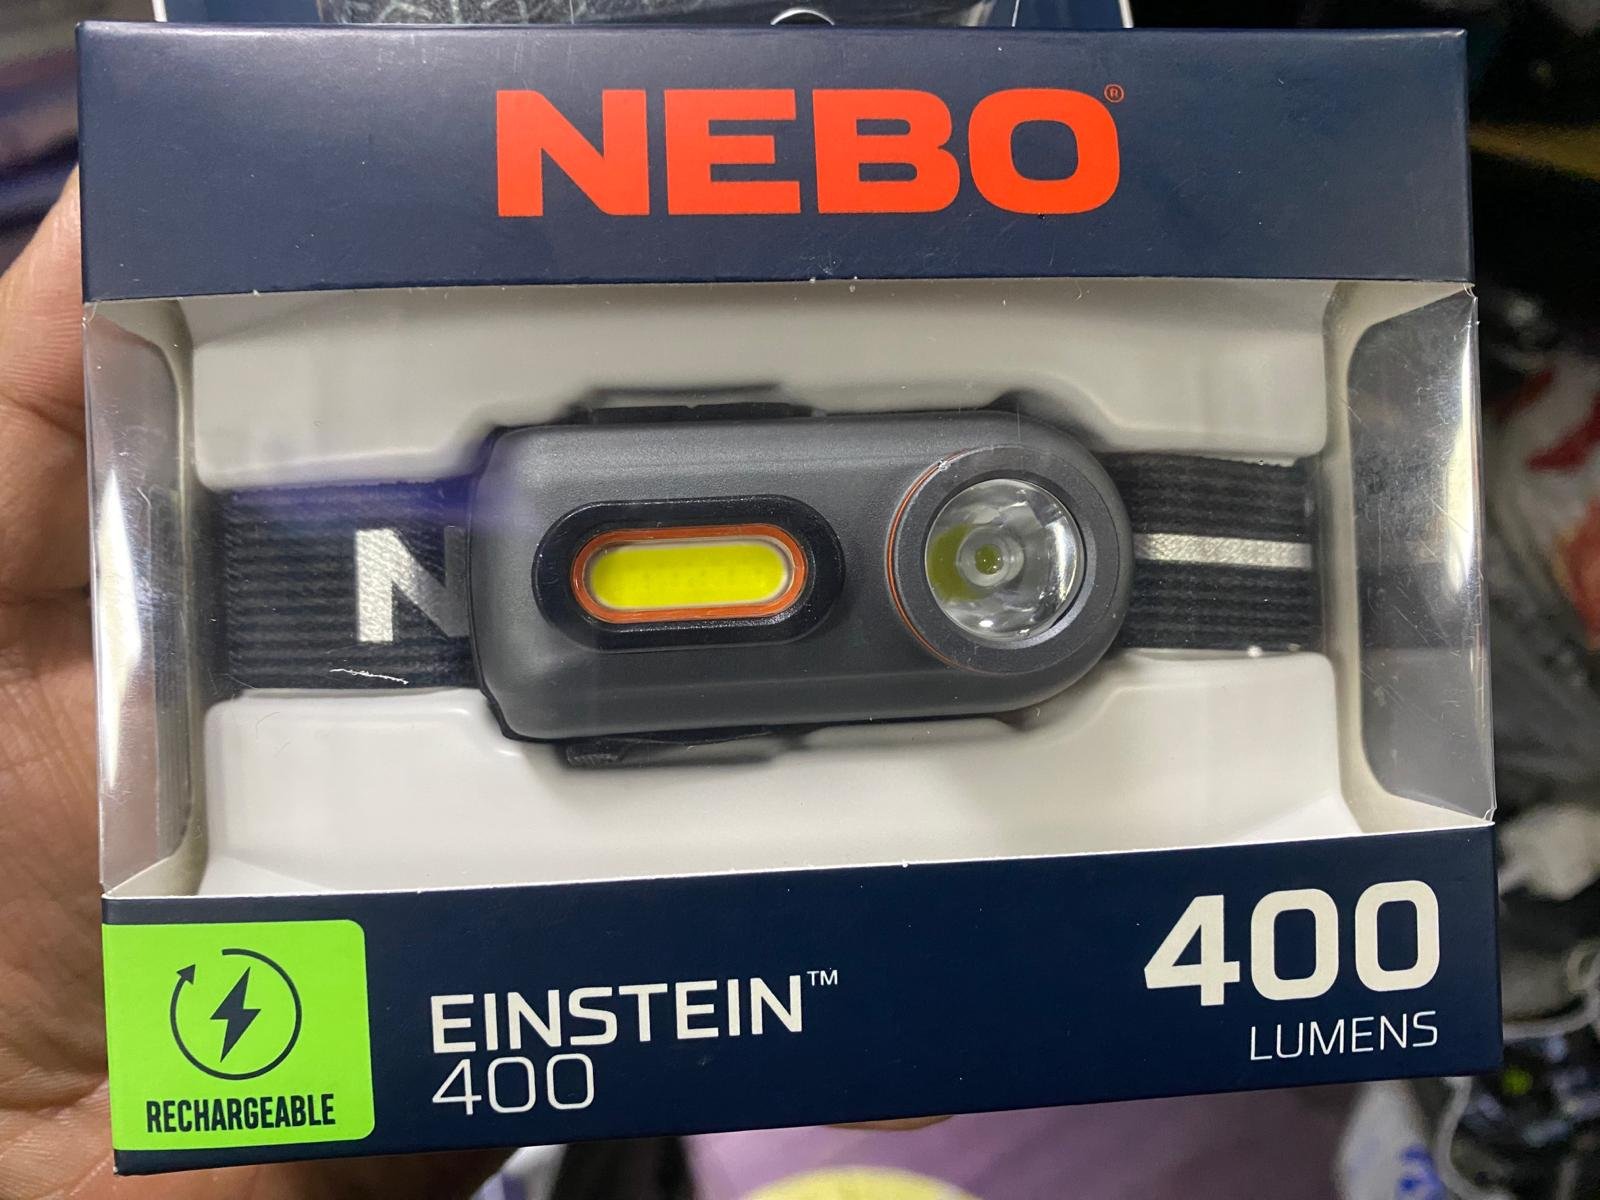 NEBO®
N
RECHARGEABLE
EINSTEIN™
400
400
LUMENS